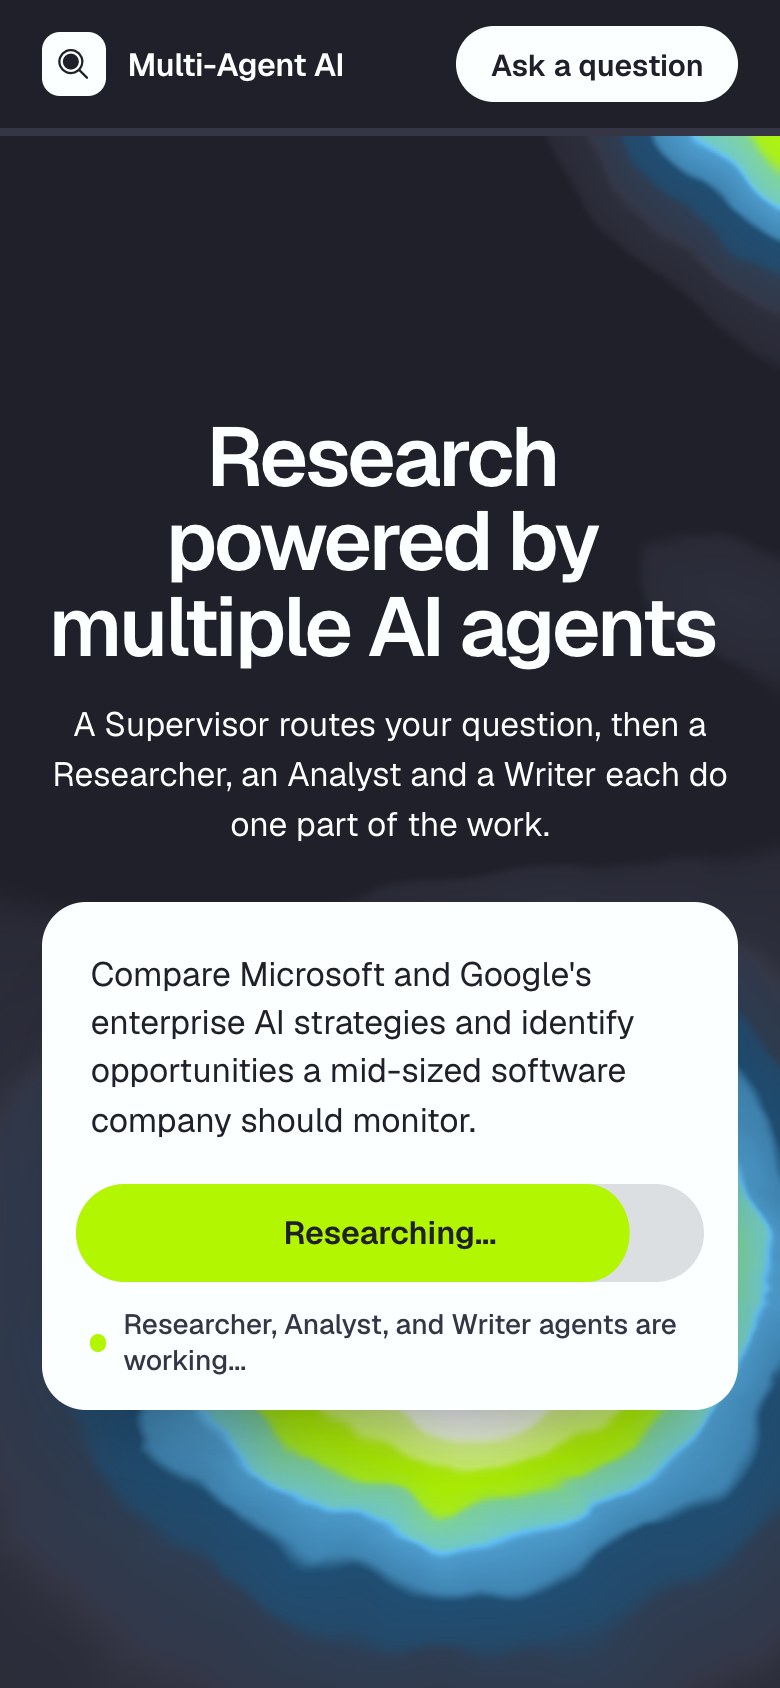 Multi-Agent AI
Ask a question
Research
powered by
multiple AI agents
A Supervisor routes your question, then a
Researcher, an Analyst and a Writer each do
one part of the work.
Compare Microsoft and Google's
enterprise AI strategies and identify
opportunities a mid-sized software
company should monitor.
Researching...
Researcher, Analyst, and Writer agents are
working...